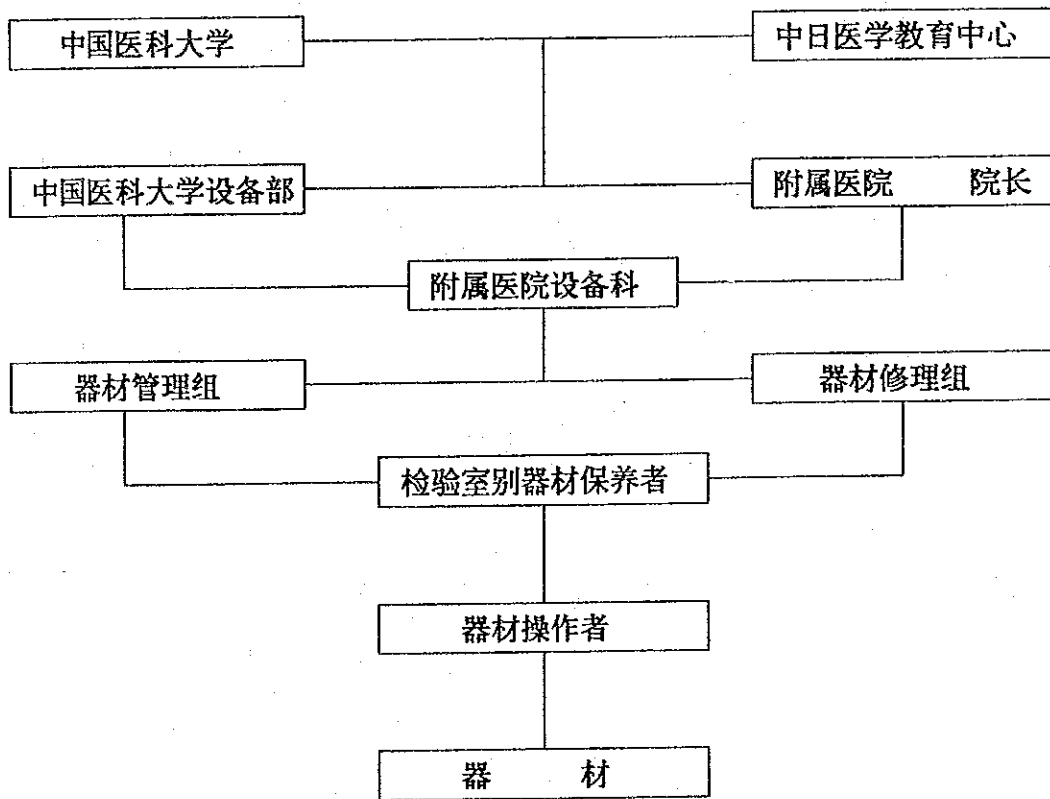 中国医科大学
中日医学教育中心
中国医科大学设备部
附属医院 院长
附属医院设备科
器材管理组
器材修理组
检验室别器材保养者
器材操作者
器 材